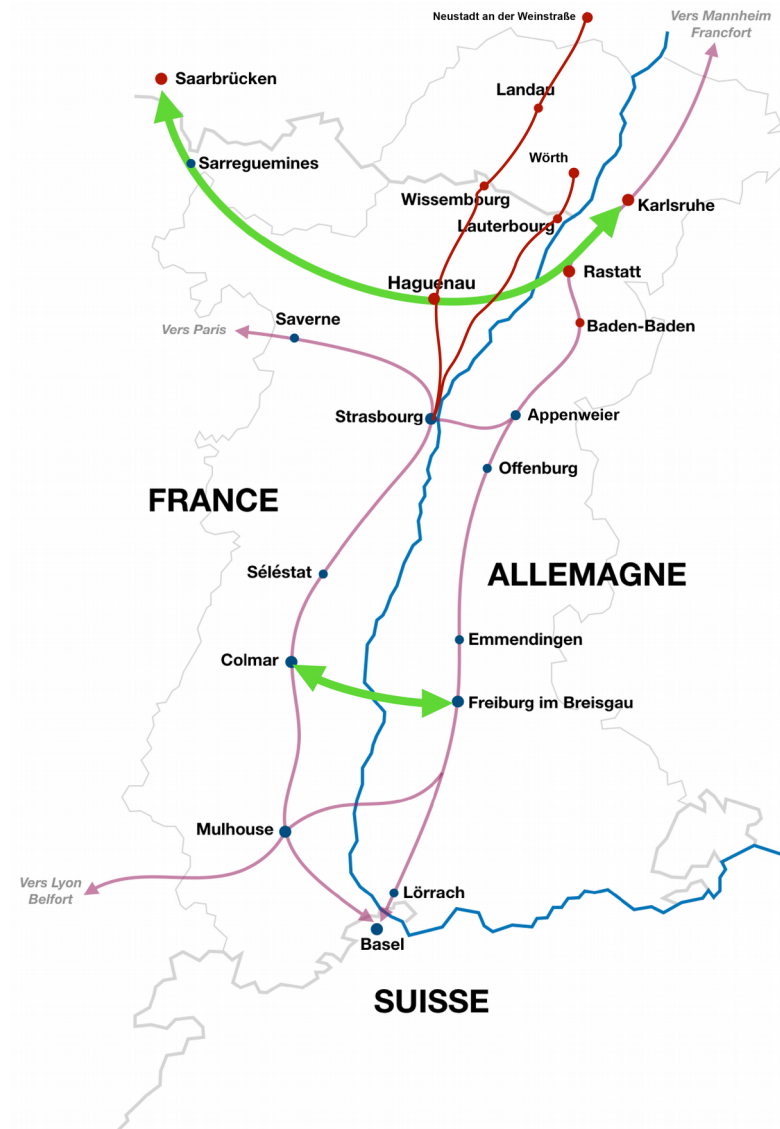 Neustadt an der Weinstraße
Vers Mannheim
Francfort
Saarbrücken
Landau
Wörth
Sarreguemines
Wissembourg
Karlsruhe
Lauterbourg
Rastatt
Haguenau
Saverne
Vers Paris
Baden-Baden
Strasbourg
Appenweier
Offenburg
FRANCE
Séléstat
ALLEMAGNE
Emmendingen
Colmar
Freiburg im Breisgau
Mulhouse
Vers Lyon
Belfort
Lörrach
Basel
SUISSE